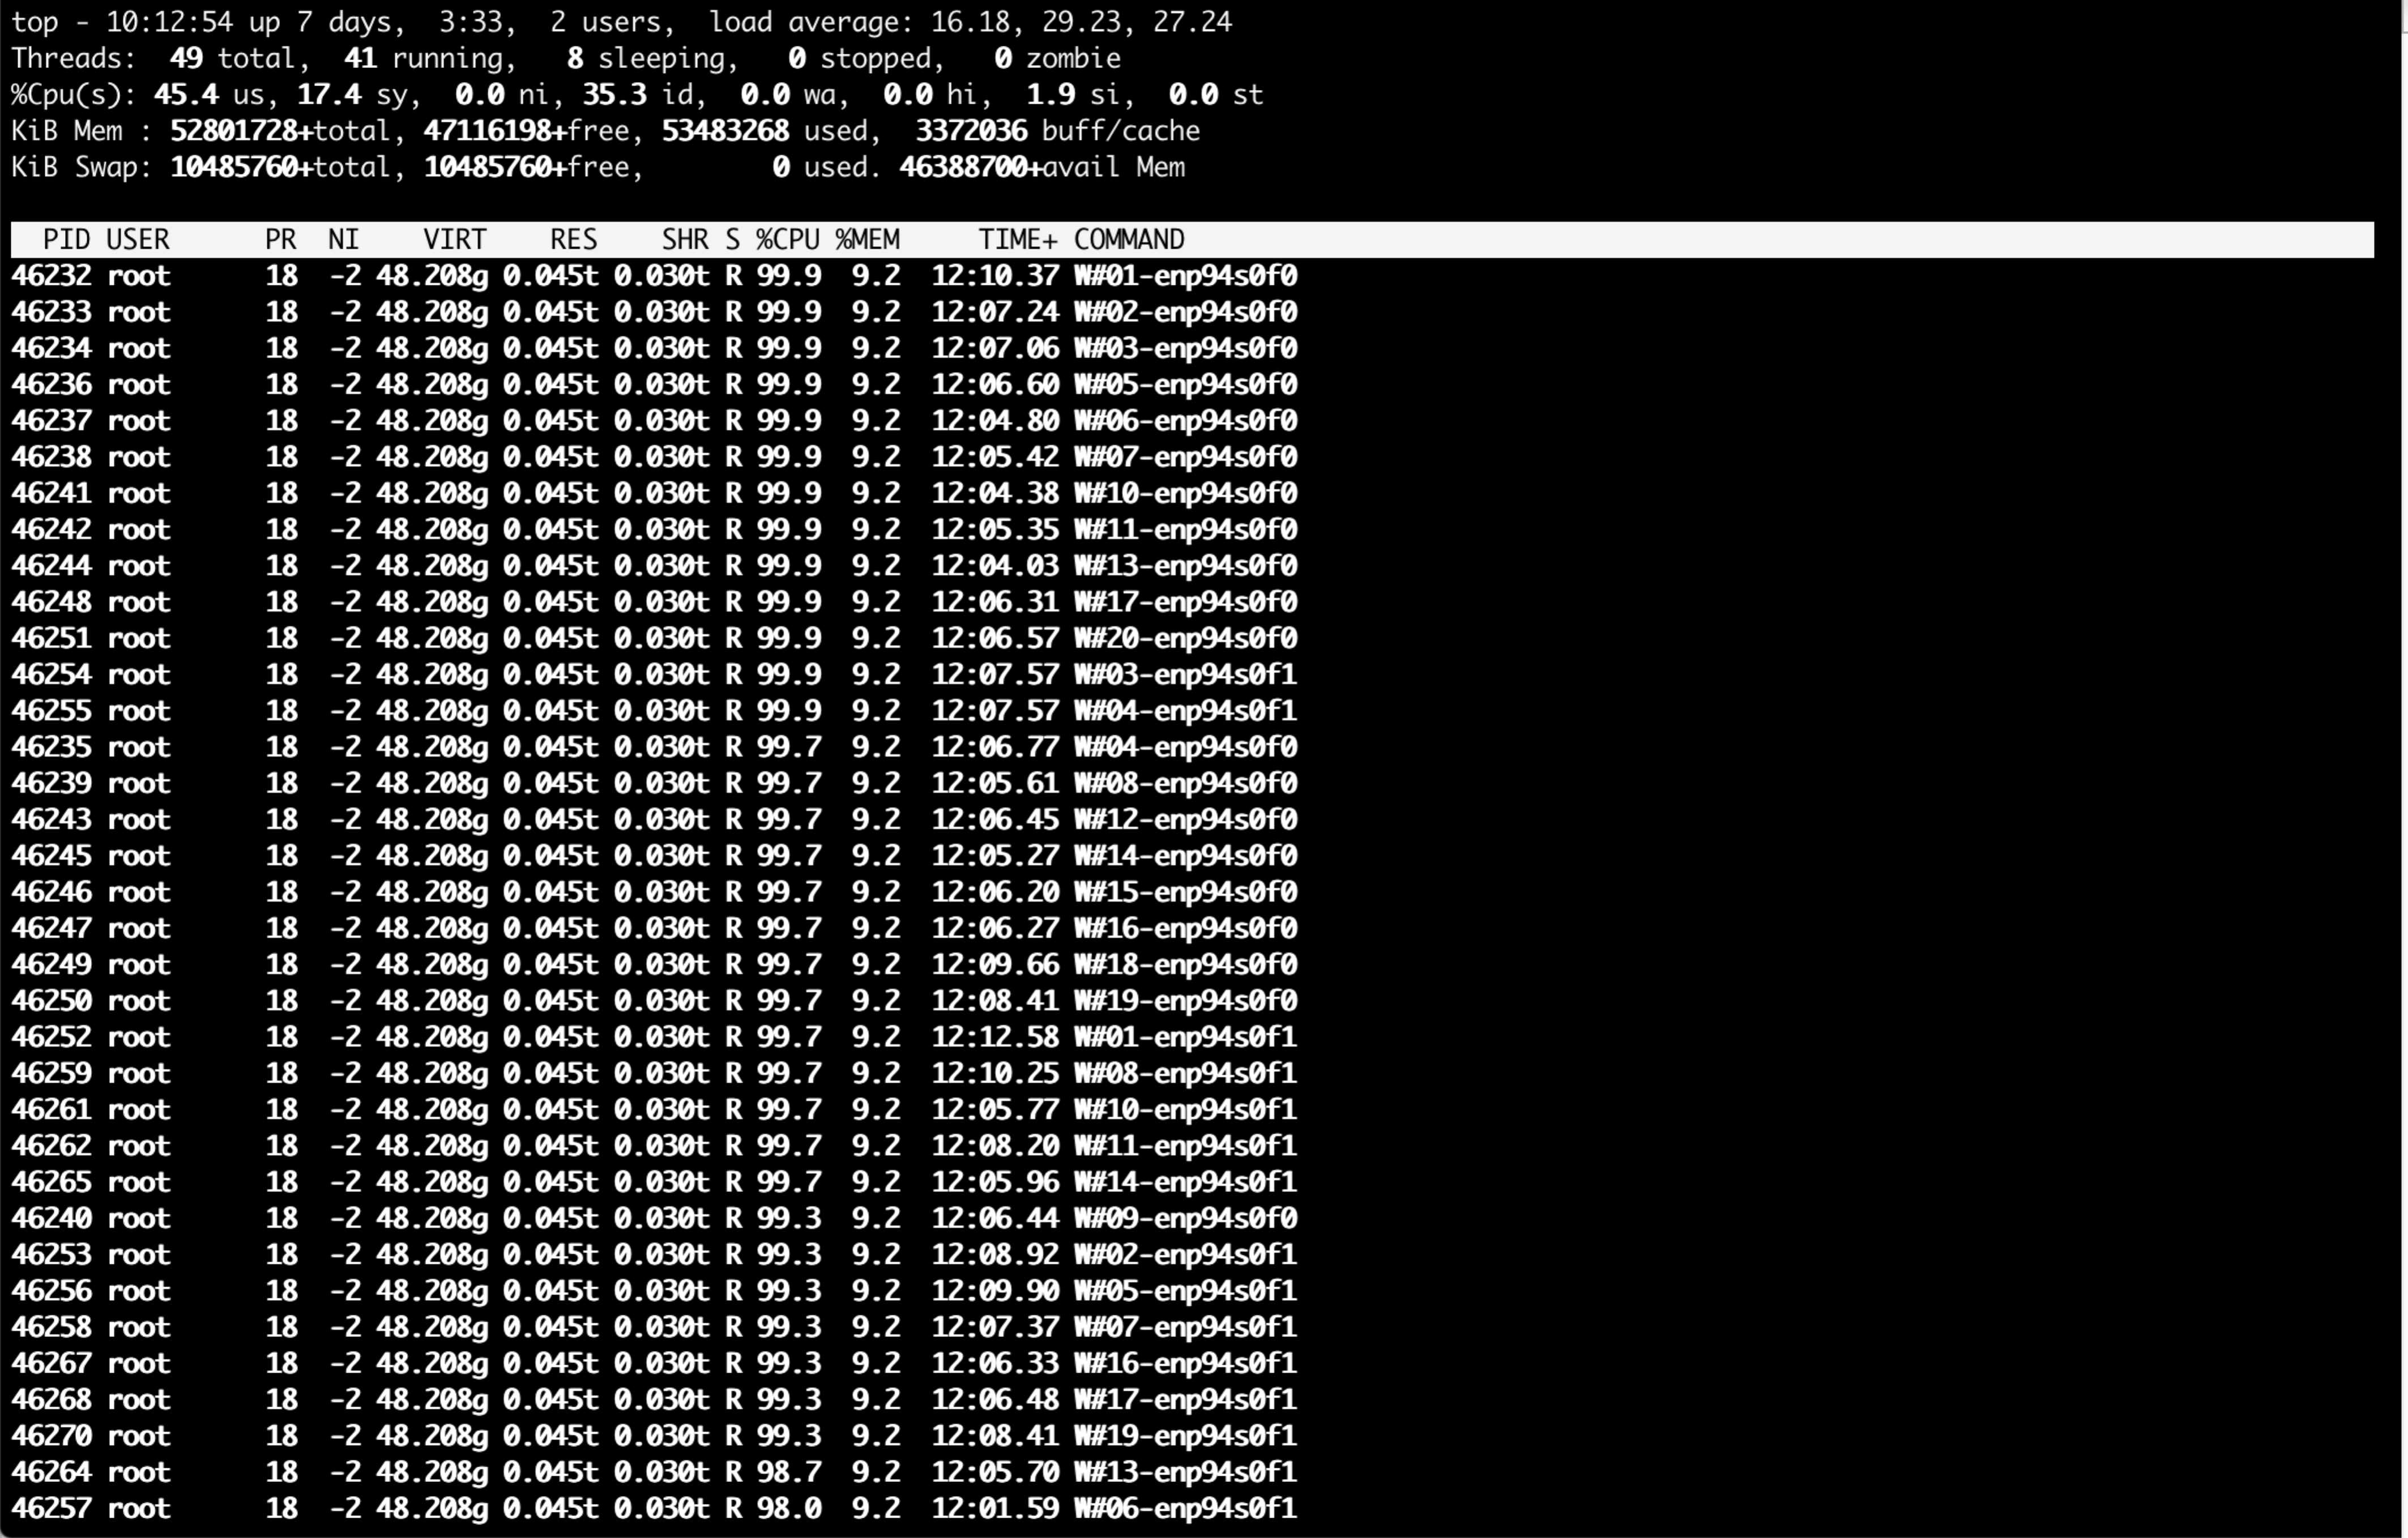 top - 10:12:54 up 7 days,  3:33,  2 users,  load average: 16.18, 29.23, 27.24
Threads:  49 total,  41 running,   8 sleeping,   0 stopped,   0 zombie
%Cpu(s): 45.4 us, 17.4 sy,  0.0 ni, 35.3 id,  0.0 wa,  0.0 hi,  1.9 si,  0.0 st
KiB Mem : 52801728+total, 47116198+free, 53483268 used,  3372036 buff/cache
KiB Swap: 10485760+total, 10485760+free,        0 used. 46388700+avail Mem
PID USER      PR  NI    VIRT    RES    SHR S %CPU %MEM     TIME+ COMMAND
46232 root      18  -2 48.208g 0.045t 0.030t R 99.9  9.2  12:10.37 W#01-enp94s0f0
46233 root      18  -2 48.208g 0.045t 0.030t R 99.9  9.2  12:07.24 W#02-enp94s0f0
46234 root      18  -2 48.208g 0.045t 0.030t R 99.9  9.2  12:07.06 W#03-enp94s0f0
46236 root      18  -2 48.208g 0.045t 0.030t R 99.9  9.2  12:06.60 W#05-enp94s0f0
46237 root      18  -2 48.208g 0.045t 0.030t R 99.9  9.2  12:04.80 W#06-enp94s0f0
46238 root      18  -2 48.208g 0.045t 0.030t R 99.9  9.2  12:05.42 W#07-enp94s0f0
46241 root      18  -2 48.208g 0.045t 0.030t R 99.9  9.2  12:04.38 W#10-enp94s0f0
46242 root      18  -2 48.208g 0.045t 0.030t R 99.9  9.2  12:05.35 W#11-enp94s0f0
46244 root      18  -2 48.208g 0.045t 0.030t R 99.9  9.2  12:04.03 W#13-enp94s0f0
46248 root      18  -2 48.208g 0.045t 0.030t R 99.9  9.2  12:06.31 W#17-enp94s0f0
46251 root      18  -2 48.208g 0.045t 0.030t R 99.9  9.2  12:06.57 W#20-enp94s0f0
46254 root      18  -2 48.208g 0.045t 0.030t R 99.9  9.2  12:07.57 W#03-enp94s0f1
46255 root      18  -2 48.208g 0.045t 0.030t R 99.9  9.2  12:07.57 W#04-enp94s0f1
46235 root      18  -2 48.208g 0.045t 0.030t R 99.7  9.2  12:06.77 W#04-enp94s0f0
46239 root      18  -2 48.208g 0.045t 0.030t R 99.7  9.2  12:05.61 W#08-enp94s0f0
46243 root      18  -2 48.208g 0.045t 0.030t R 99.7  9.2  12:06.45 W#12-enp94s0f0
46245 root      18  -2 48.208g 0.045t 0.030t R 99.7  9.2  12:05.27 W#14-enp94s0f0
46246 root      18  -2 48.208g 0.045t 0.030t R 99.7  9.2  12:06.20 W#15-enp94s0f0
46247 root      18  -2 48.208g 0.045t 0.030t R 99.7  9.2  12:06.27 W#16-enp94s0f0
46249 root      18  -2 48.208g 0.045t 0.030t R 99.7  9.2  12:09.66 W#18-enp94s0f0
46250 root      18  -2 48.208g 0.045t 0.030t R 99.7  9.2  12:08.41 W#19-enp94s0f0
46252 root      18  -2 48.208g 0.045t 0.030t R 99.7  9.2  12:12.58 W#01-enp94s0f1
46259 root      18  -2 48.208g 0.045t 0.030t R 99.7  9.2  12:10.25 W#08-enp94s0f1
46261 root      18  -2 48.208g 0.045t 0.030t R 99.7  9.2  12:05.77 W#10-enp94s0f1
46262 root      18  -2 48.208g 0.045t 0.030t R 99.7  9.2  12:08.20 W#11-enp94s0f1
46265 root      18  -2 48.208g 0.045t 0.030t R 99.7  9.2  12:05.96 W#14-enp94s0f1
46240 root      18  -2 48.208g 0.045t 0.030t R 99.3  9.2  12:06.44 W#09-enp94s0f0
46253 root      18  -2 48.208g 0.045t 0.030t R 99.3  9.2  12:08.92 W#02-enp94s0f1
46256 root      18  -2 48.208g 0.045t 0.030t R 99.3  9.2  12:09.90 W#05-enp94s0f1
46258 root      18  -2 48.208g 0.045t 0.030t R 99.3  9.2  12:07.37 W#07-enp94s0f1
46267 root      18  -2 48.208g 0.045t 0.030t R 99.3  9.2  12:06.33 W#16-enp94s0f1
46268 root      18  -2 48.208g 0.045t 0.030t R 99.3  9.2  12:06.48 W#17-enp94s0f1
46270 root      18  -2 48.208g 0.045t 0.030t R 99.3  9.2  12:08.41 W#19-enp94s0f1
46264 root      18  -2 48.208g 0.045t 0.030t R 98.7  9.2  12:05.70 W#13-enp94s0f1
46257 root      18  -2 48.208g 0.045t 0.030t R 98.0  9.2  12:01.59 W#06-enp94s0f1